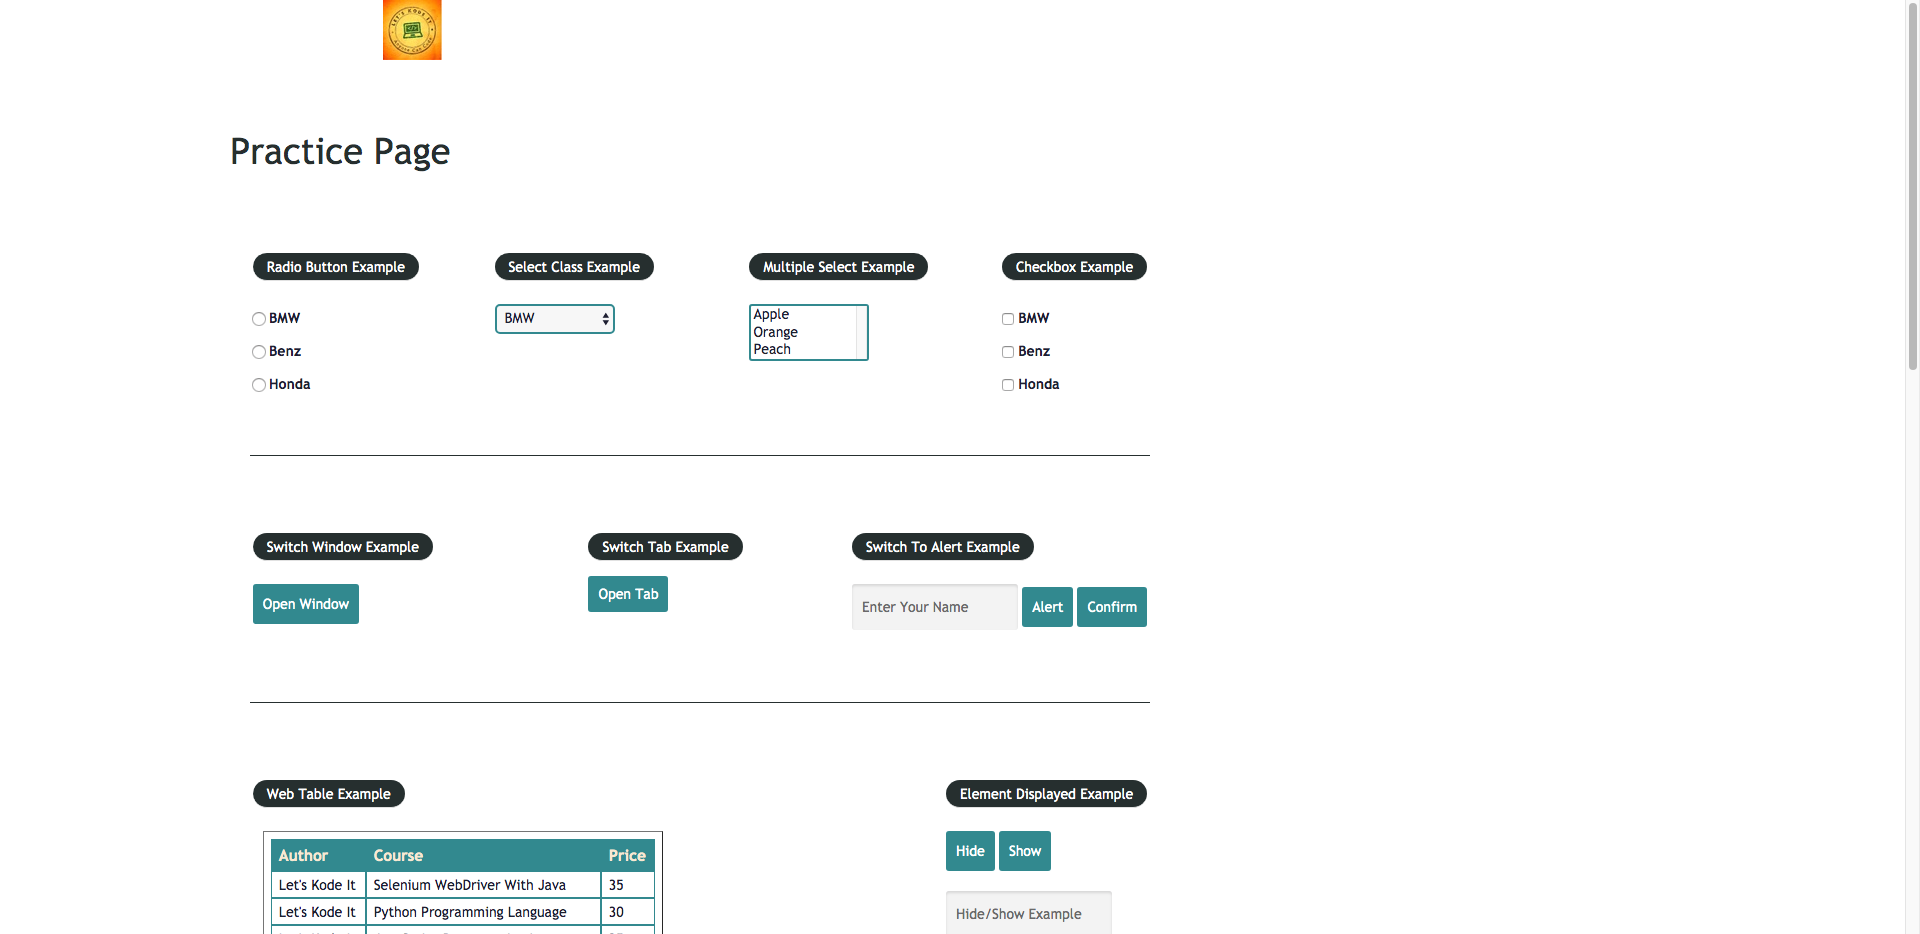 LET'S KODE IT
Practice Page
Radio Button Example
Select Class Example
Multiple Select Example
Checkbox Example
BMW
Benz
Honda
BMW
Apple
Orange
Peach
BMW
Benz
Honda
Switch Window Example
Switch Tab Example
Switch To Alert Example
Open Window
Open Tab
Enter Your Name
Alert
Confirm
Web Table Example
Element Displayed Example
Author Course Price
Let's Kode It Selenium WebDriver With Java 35
Let's Kode It Python Programming Language 30
Hide
Show
Hide/Show Example